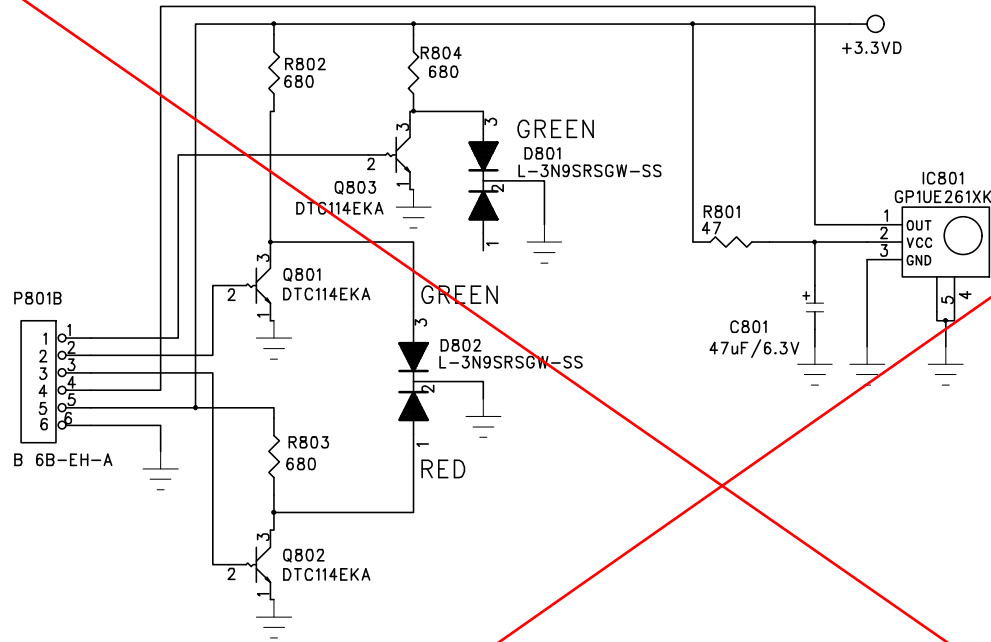 +3.3VD
R802
680
R804
680
3
GREEN
D801
L-3N9SRSGW-SS
3
2
1
Q803
DTC114EKA
2
1
IC801
GP1UE261XK
R801
47
1
2
3
OUT
VCC
GND
5
4
3
Q801
DTC114EKA
2
1
GREEN
3
D802
L-3N9SRSGW-SS
2
1
RED
+
C801
47uF/6.3V
P801B
1 1
2 2
3 3
4 4
5 5
6 6
B 6B-EH-A
R803
680
3
Q802
DTC114EKA
2
1